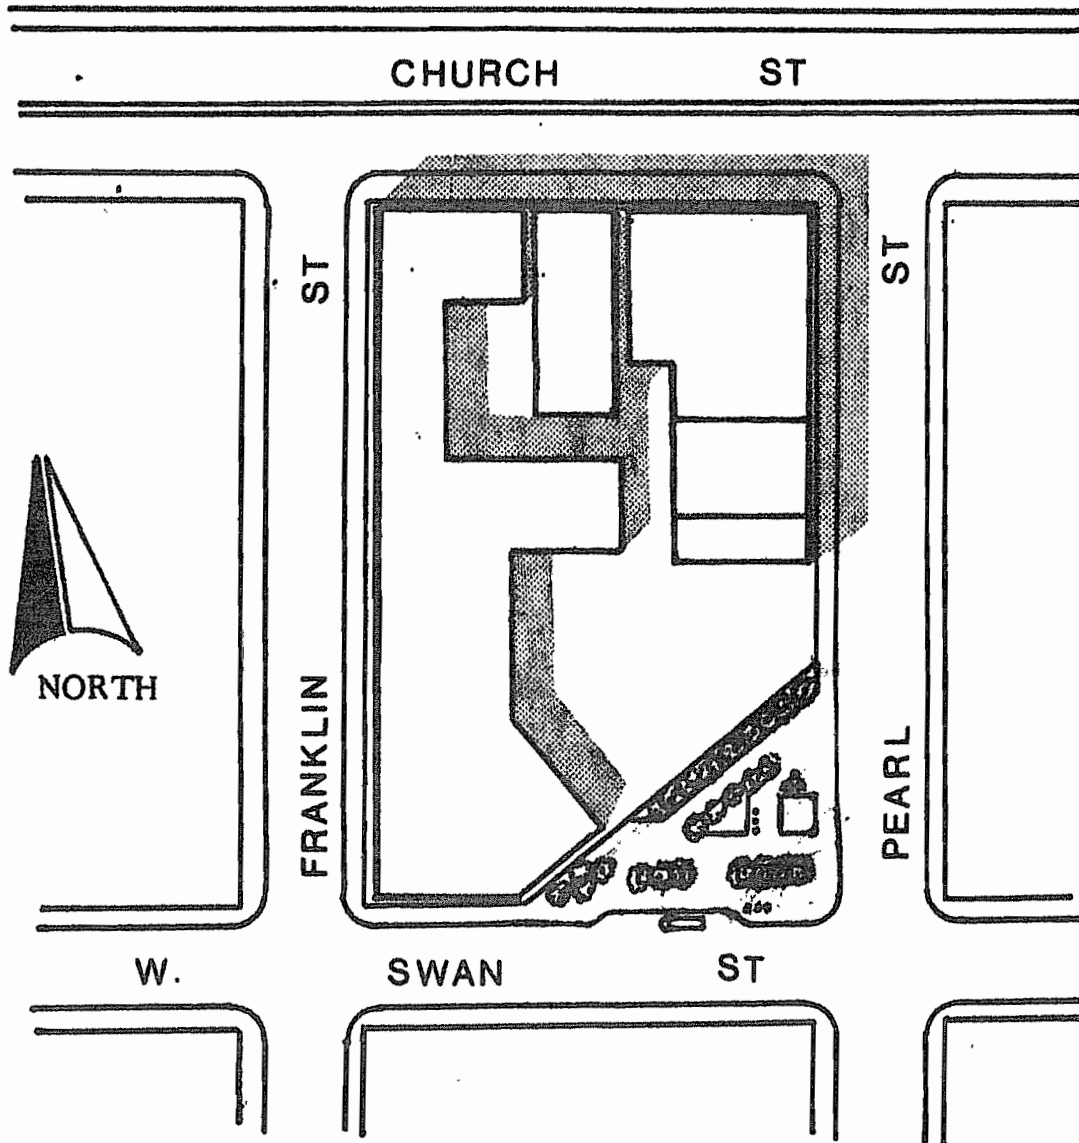 CHURCH ST
ST
ST
NORTH
FRANKLIN
PEARL
W. SWAN ST